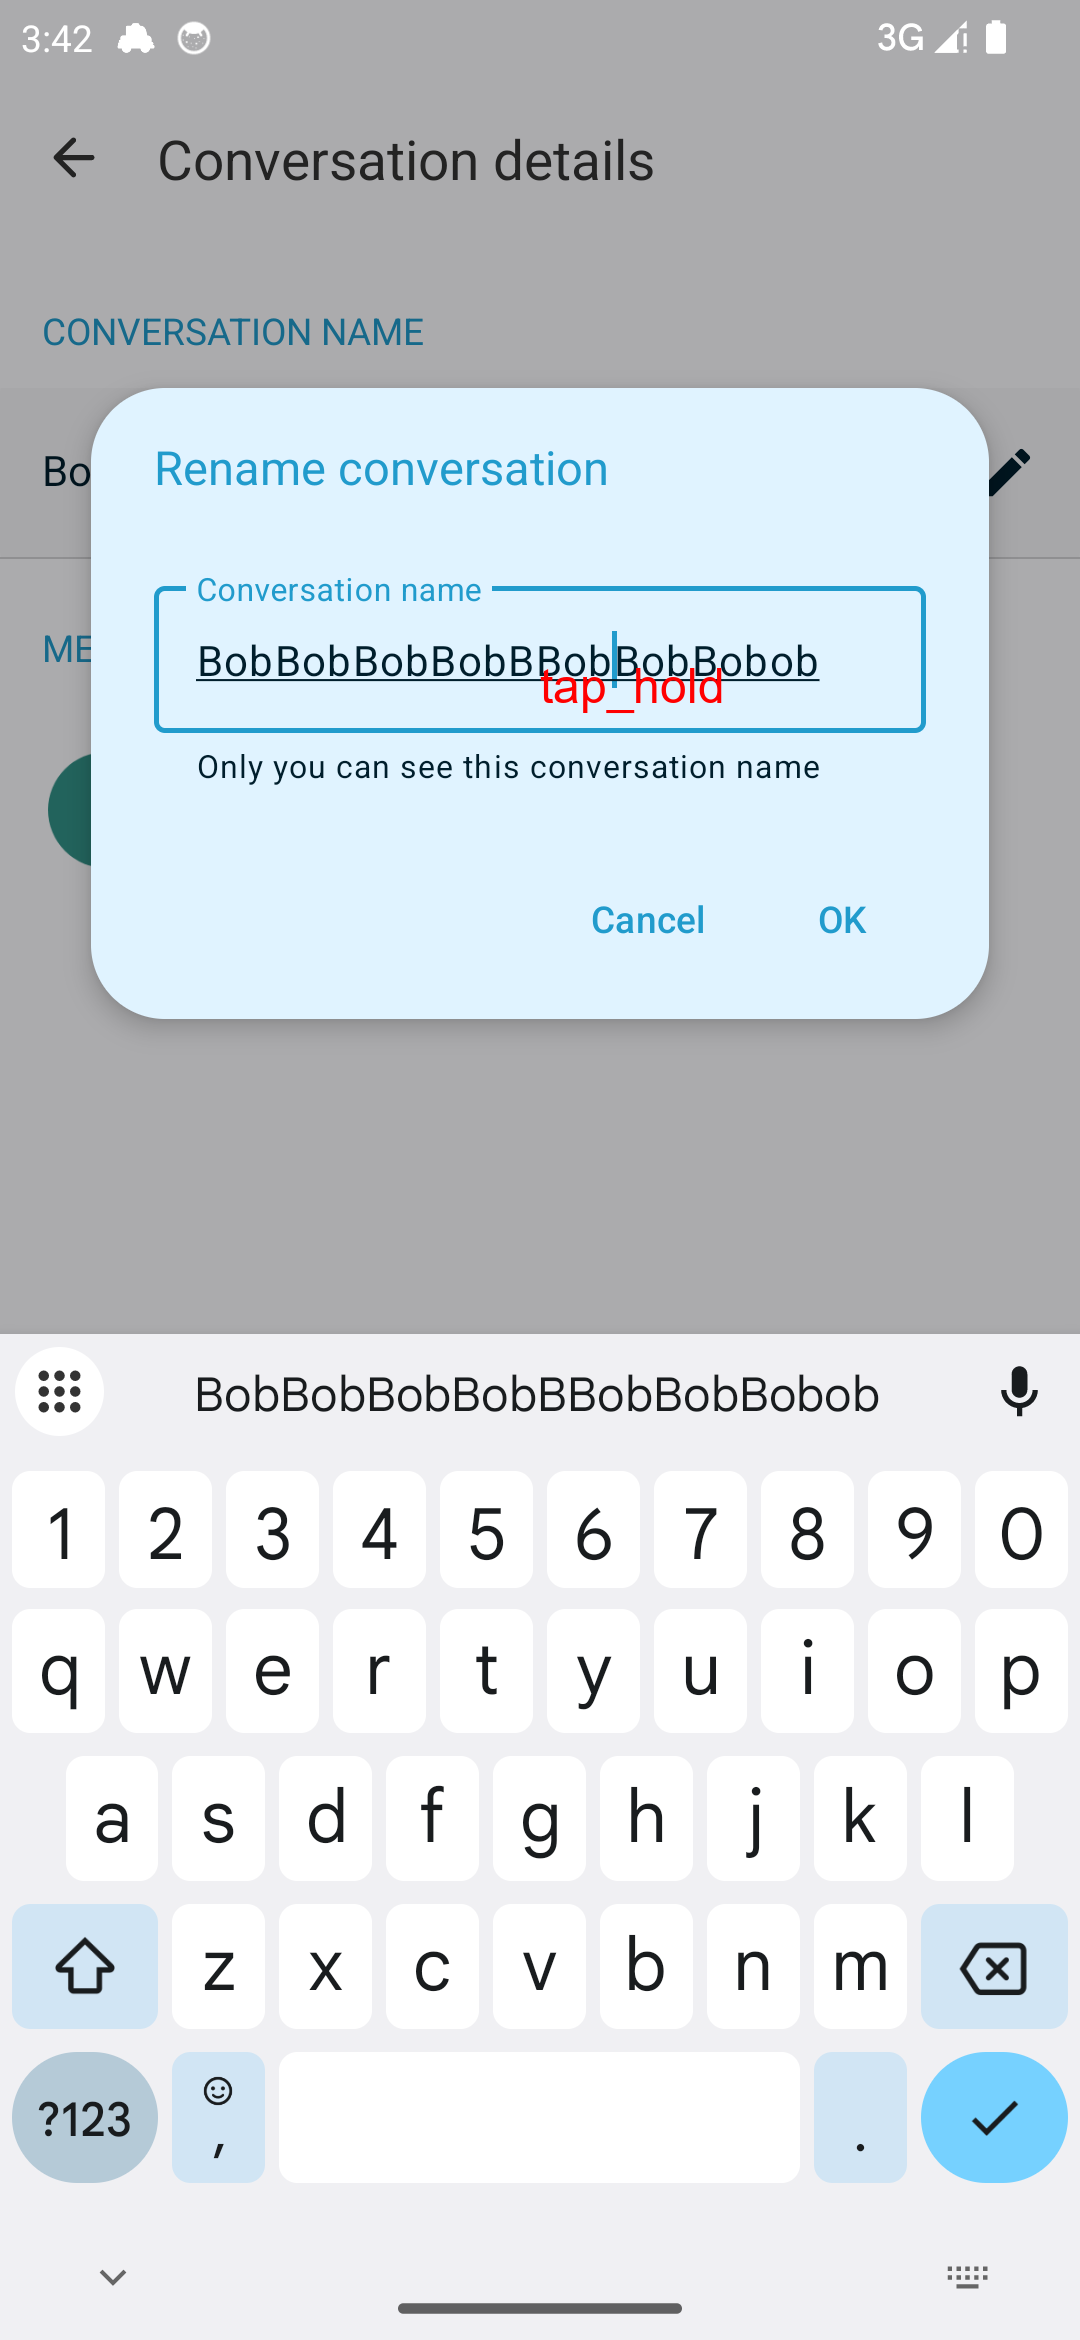 3:42
3G
Conversation details
CONVERSATION NAME
Bo
Rename conversation
Conversation name
BobBobBobBobBBobBobBobob
tap_hold
ME
Only you can see this conversation name
Cancel
OK
BobBobBobBobBBobBobBobob
1 2 3 4 5 6 7 8 9 0
q w e r t y u i o p
a s d f g h j k l
z x c v b n m
?123 , .